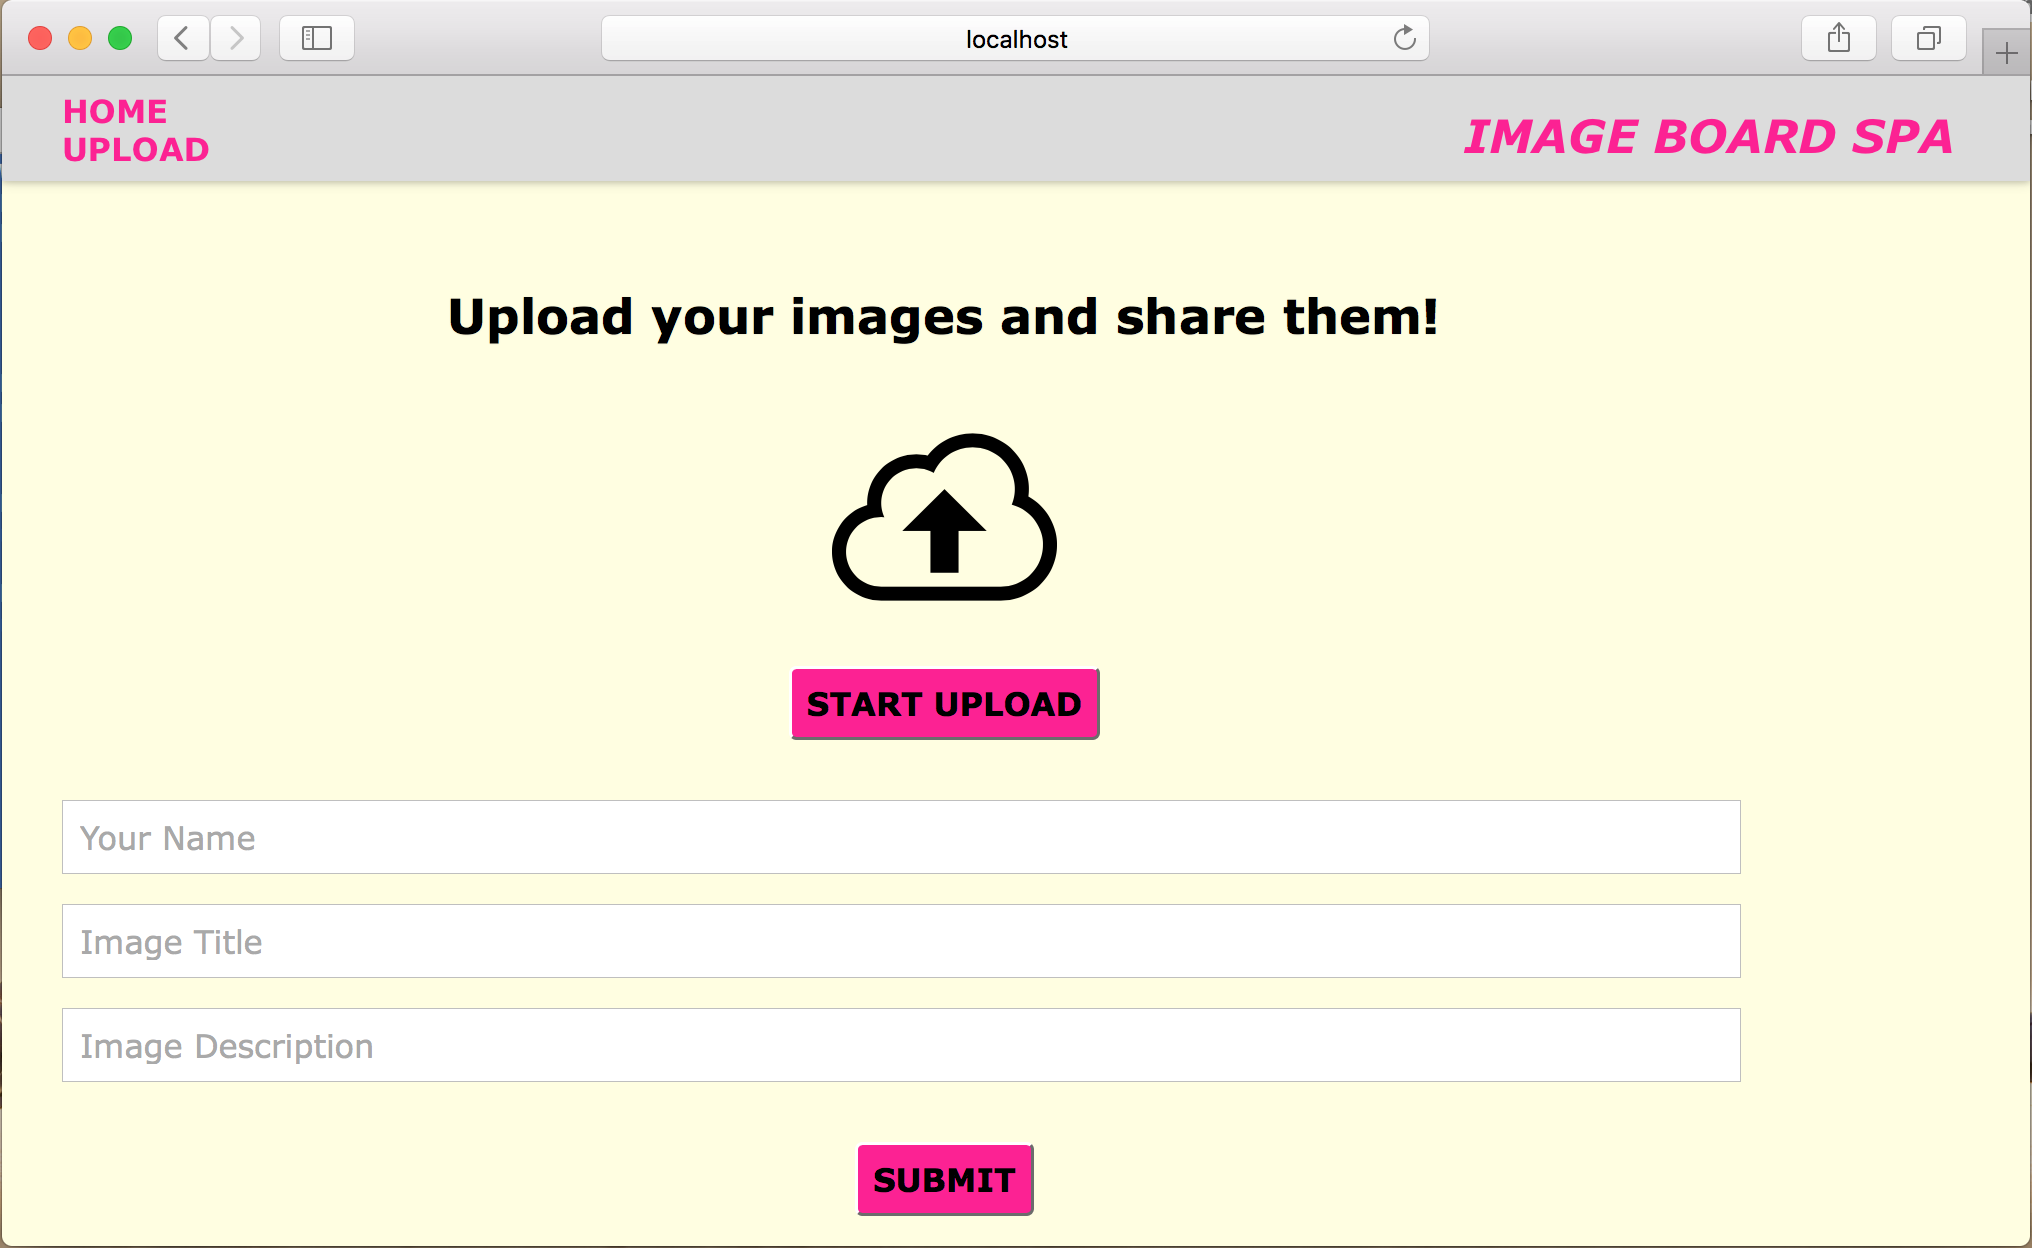 localhost
HOME
UPLOAD
IMAGE BOARD SPA
Upload your images and share them!
START UPLOAD
Your Name
Image Title
Image Description
SUBMIT